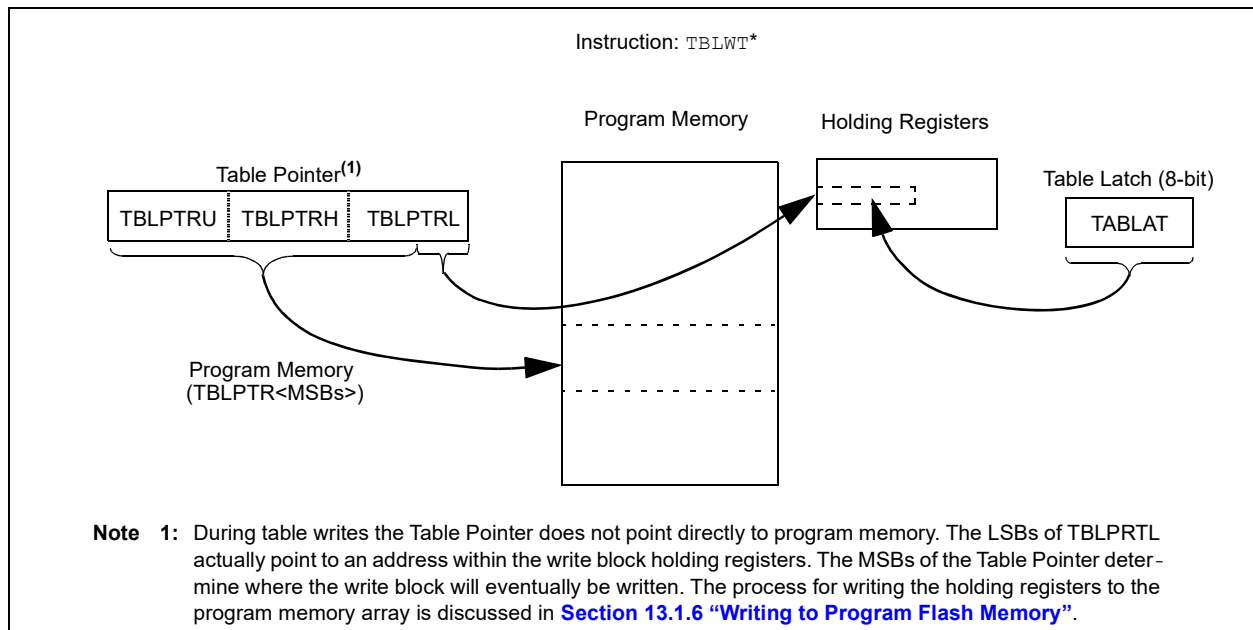 Instruction: TBLWT*
Program Memory
Holding Registers
Table Pointer(1)
Table Latch (8-bit)
TBLPTRU TBLPTRH TBLPTRL
TABLAT
Program Memory
(TBLPTR<MSBs>)
Note 1: During table writes the Table Pointer does not point directly to program memory. The LSBs of TBLPRTL
actually point to an address within the write block holding registers. The MSBs of the Table Pointer deter-
mine where the write block will eventually be written. The process for writing the holding registers to the
program memory array is discussed in Section 13.1.6 “Writing to Program Flash Memory”.